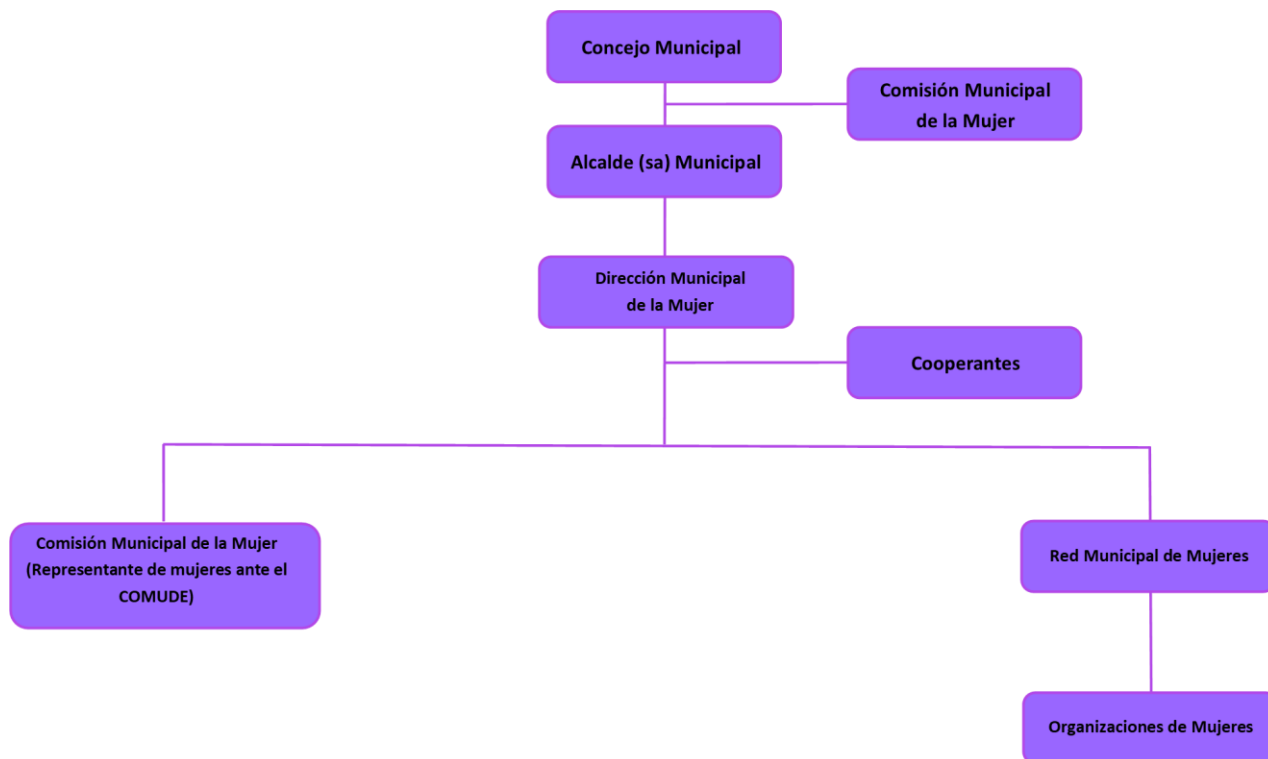 Concejo Municipal
Comisión Municipal
de la Mujer
Alcalde (sa) Municipal
Dirección Municipal
de la Mujer
Cooperantes
Comisión Municipal de la Mujer
(Representante de mujeres ante el
COMUDE)
Red Municipal de Mujeres
Organizaciones de Mujeres